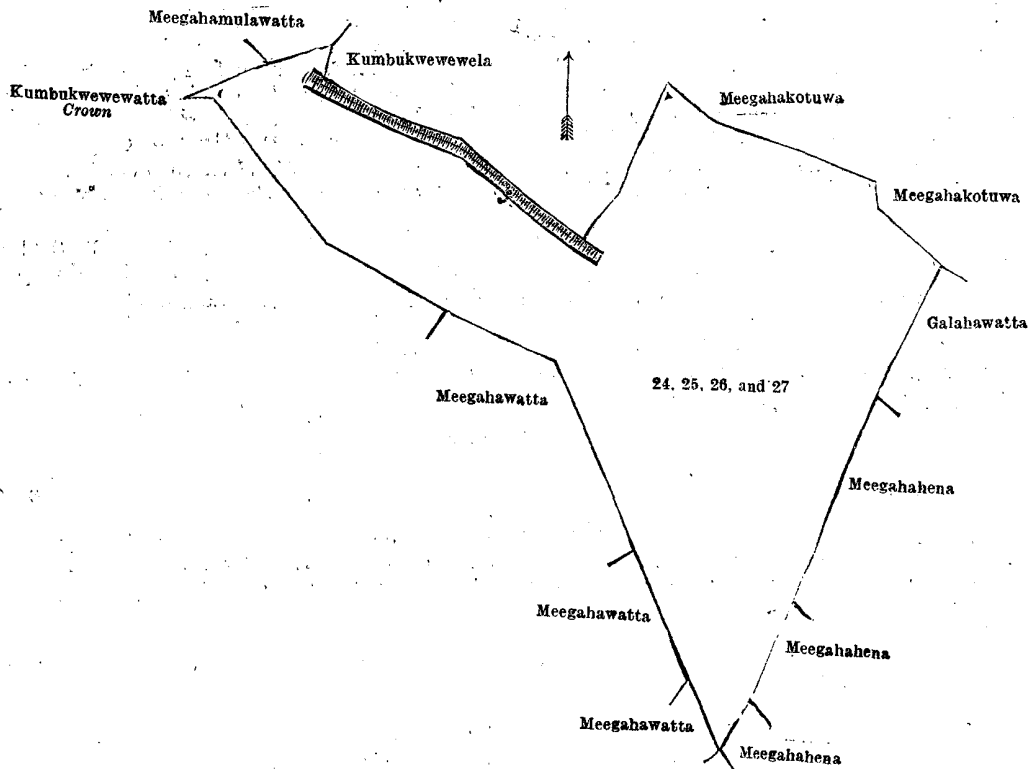 Meegahamulawatta
Kumbukwewewela
Kumbukwewewatta
Crown
Meegahakotuwa
Meegahakotuwa
Galahawatta
24, 25, 26, and 27
Meegahawatta
Meegahahena
Meegahawatta
Meegahahena
Meegahawatta
Meegahahena